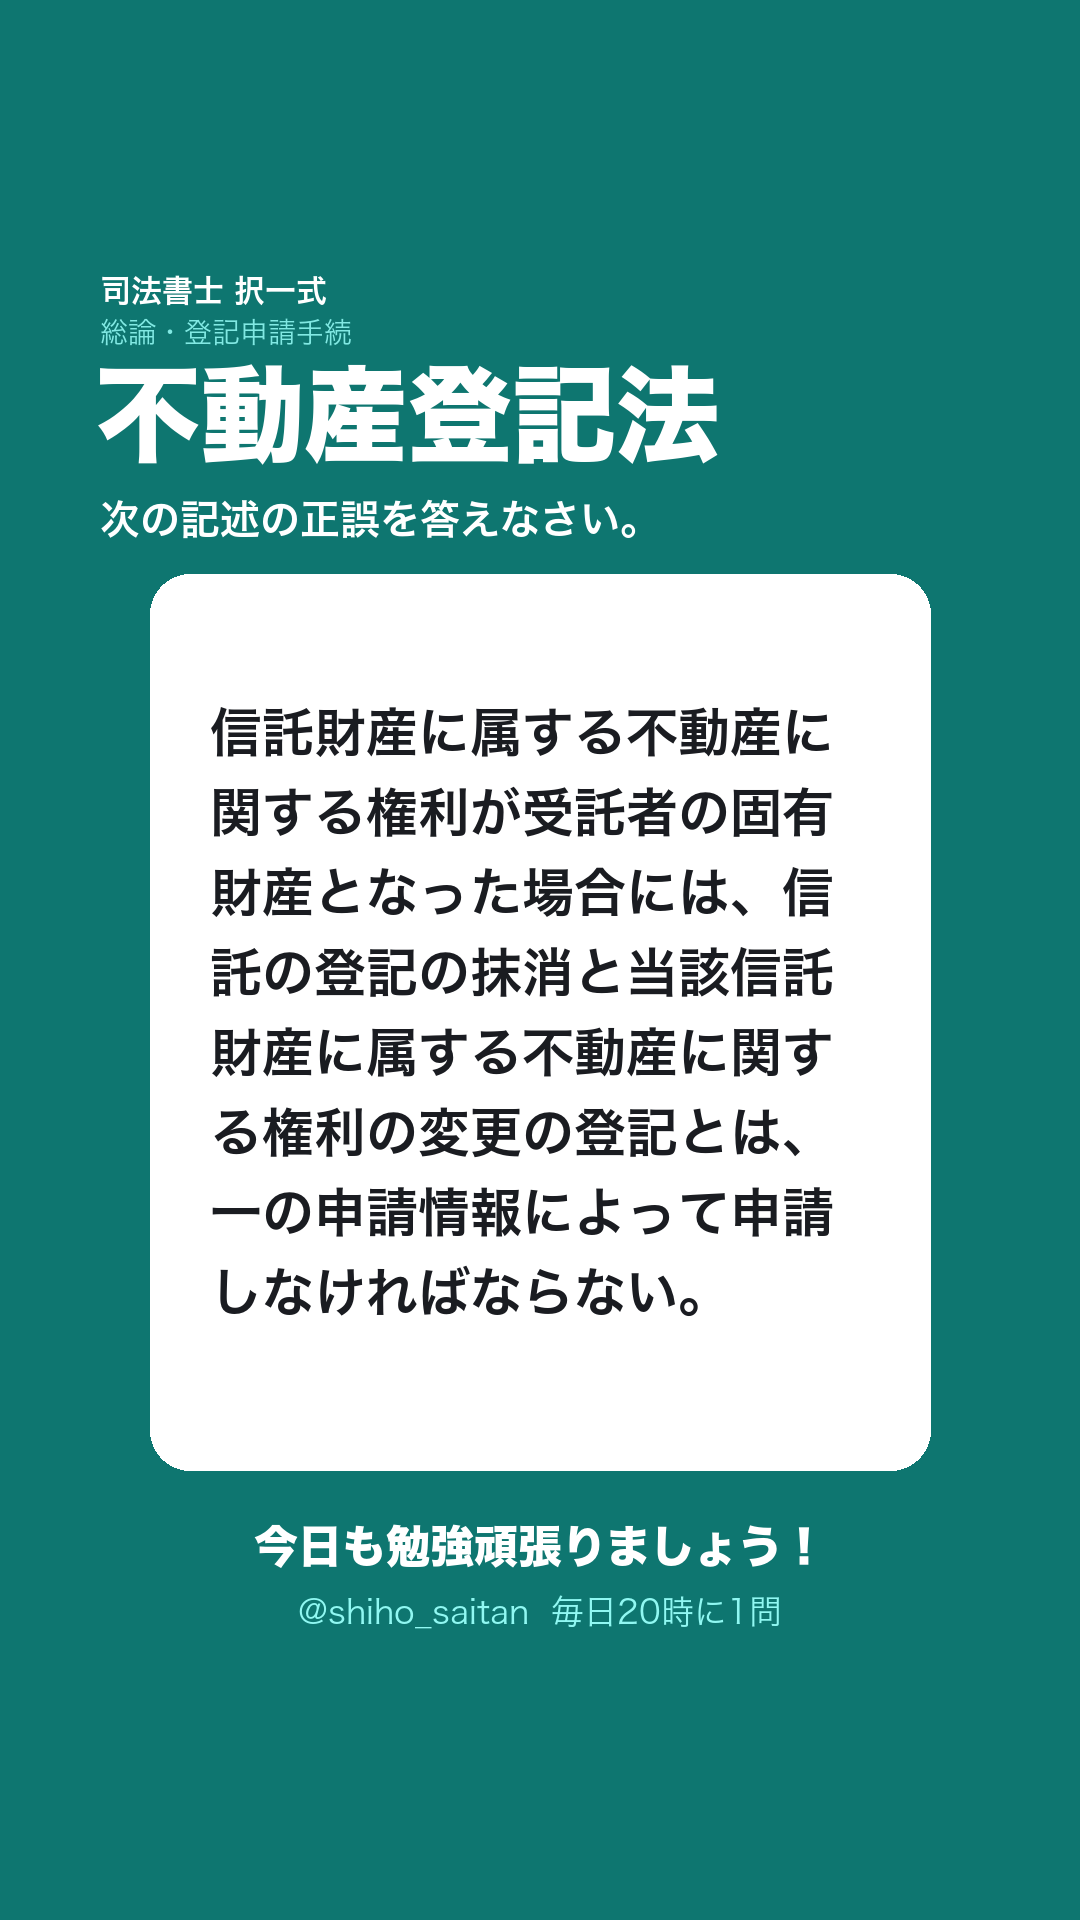 司法書士 択一式
総論・登記申請手続
不動産登記法
次の記述の正誤を答えなさい。
信託財産に属する不動産に
関する権利が受託者の固有
財産となった場合には、信
託の登記の抹消と当該信託
財産に属する不動産に関す
る権利の変更の登記とは、
一の申請情報によって申請
しなければならない。
今日も勉強頑張りましょう！
@shiho_saitan 毎日20時に1問